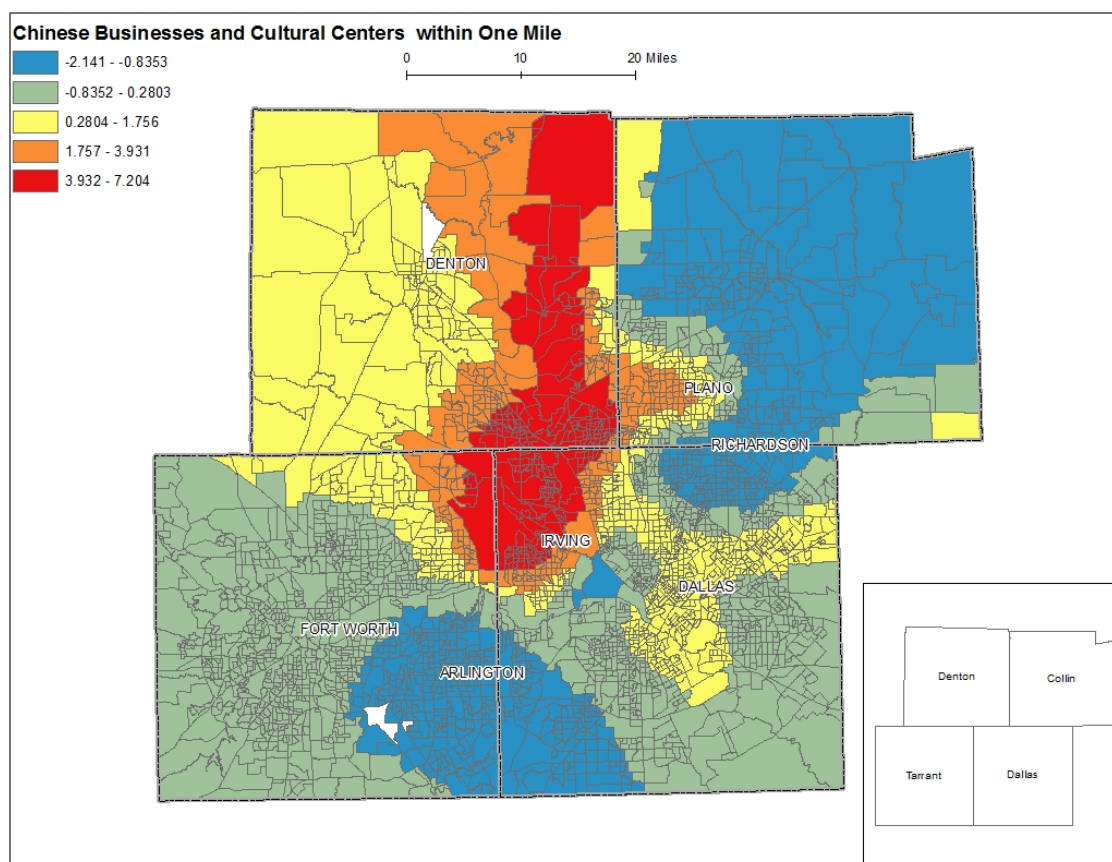 Chinese Businesses and Cultural Centers within One Mile
-2.141 - -0.8353
-0.8352 - 0.2803
0.2804 - 1.756
1.757 - 3.931
3.932 - 7.204
0 10 20 Miles
DENTON
PLANO
RICHARDSON
IRVING
DALLAS
FORT WORTH
ARLINGTON
Denton
Collin
Tarrant
Dallas